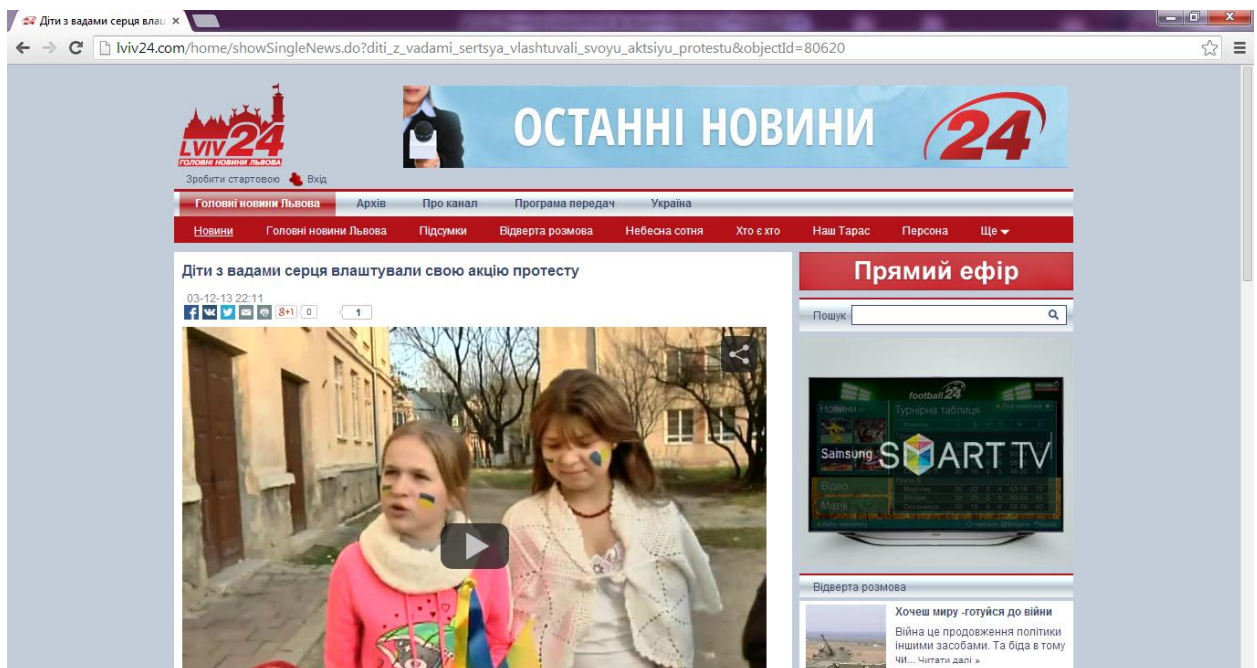 Діти з вадами серця влаш
lviv24.com/home/showSingleNews.do?diti_z_vadami_sertsya_vlashtuvali_svoyu_aktsiyu_protestu&objectId=80620
LVIV 24
ГОЛОВНІ НОВИНИ ЛЬВОВА
ОСТАННІ НОВИНИ 24
Зробити стартовою Вхід
Головні новини Львова Архів Про канал Програма передач Україна
Новини Головні новини Львова Підсумки Відверта розмова Небесна сотня Хто є хто Наш Тарас Персона Ще
Діти з вадами серця влаштували свою акцію протесту
03-12-13 22:11
8+1 0 1
Прямий ефір
Пошук
football 24
Новини Турнірна таблиця
Samsung SMART TV
Відео
Матчі
Відверта розмова
Хочеш миру -готуйся до війни
Війна це продовження політики
іншими засобами. Та біда в тому
чи... Читати далі »